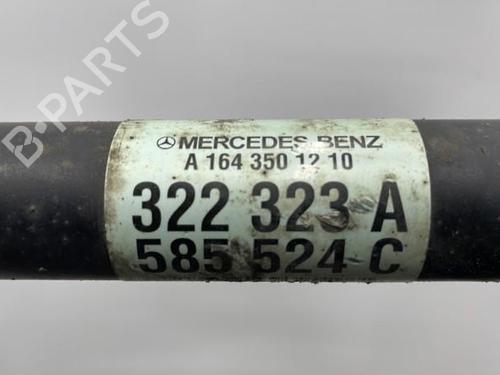 B-PARTS
MERCEDES-BENZ
A 164 350 12 10
322 323 A
585 524 C